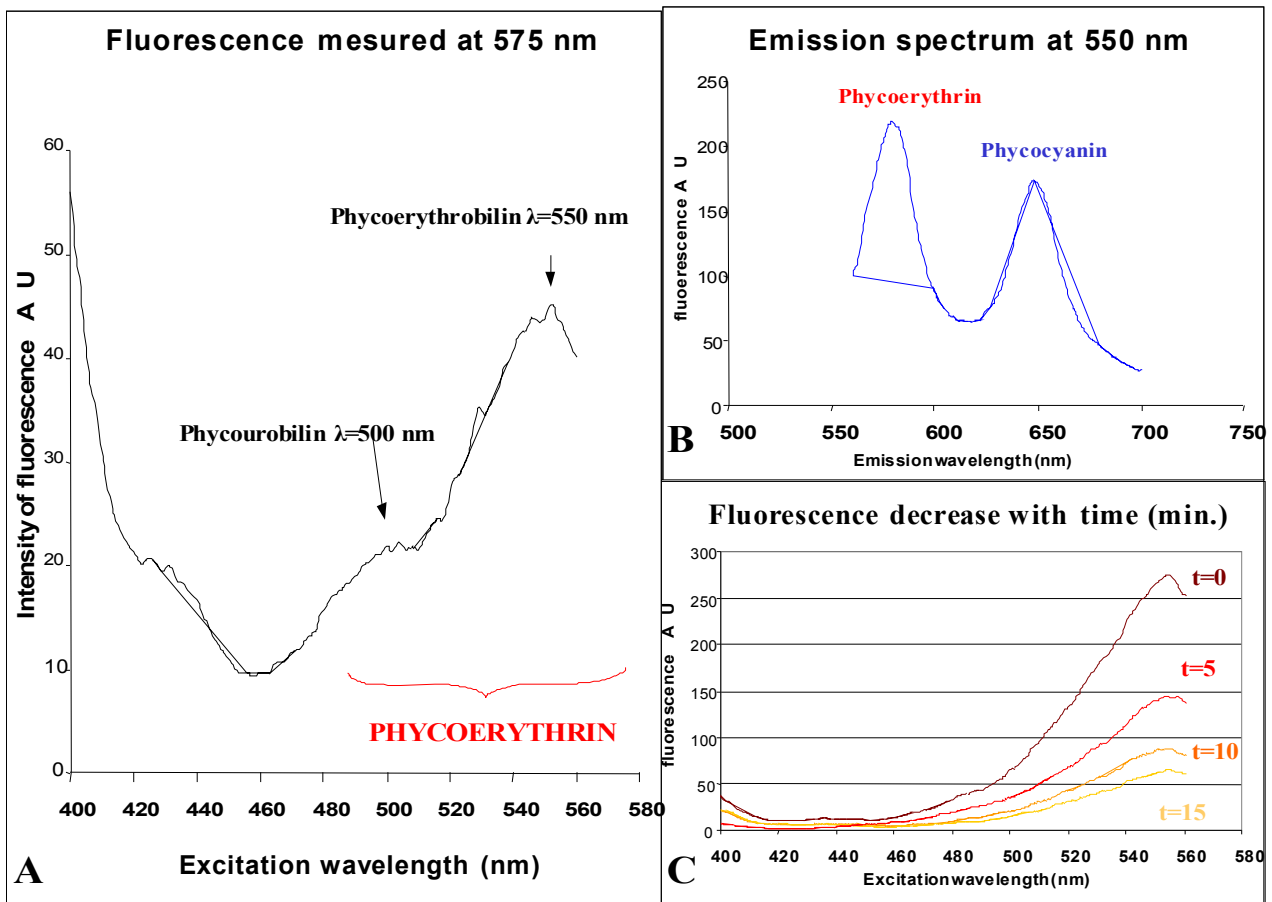 Fluorescence mesured at 575 nm
60
50
40
30
20
10
0
Intensity of fluorescence A U
Phycoerythrobilin λ=550 nm
Phycourobilin λ=500 nm
PHYCOERYTHRIN
400 420 440 460 480 500 520 540 560 580
Excitation wavelength (nm)
A
Emission spectrum at 550 nm
250
200
150
100
50
0
fluoerescence A U
Phycoerythrin
Phycocyanin
500 550 600 650 700 750
Emission wavelength (nm)
B
Fluorescence decrease with time (min.)
300
250
200
150
100
50
0
fluorescence A U
t=0
t=5
t=10
t=15
400 420 440 460 480 500 520 540 560 580
Excitation wavelength (nm)
C